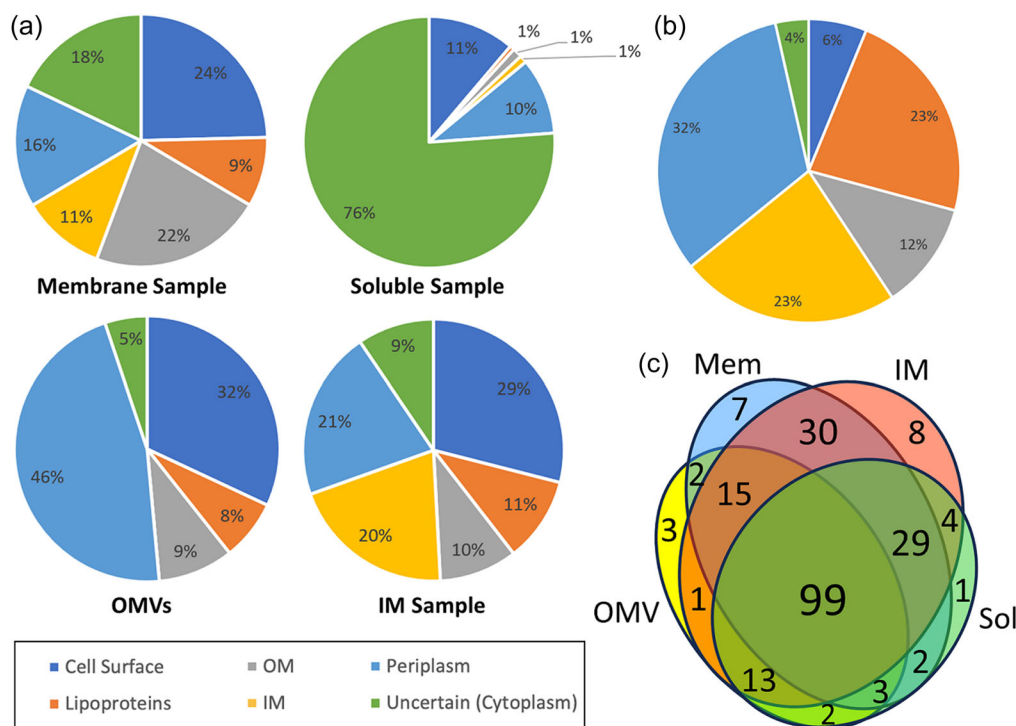 (a)
18%
24%
16%
9%
11%
22%
Membrane Sample
11%
1%
1%
1%
10%
76%
Soluble Sample
(b)
4%
6%
32%
23%
12%
23%
5%
32%
46%
8%
9%
OMVs
9%
29%
21%
11%
20%
10%
IM Sample
Cell Surface
OM
Periplasm
Lipoproteins
IM
Uncertain (Cytoplasm)
(c)
Mem
IM
7
30
8
2
15
4
3
29
99
1
1
OMV
Sol
13
3
2
2